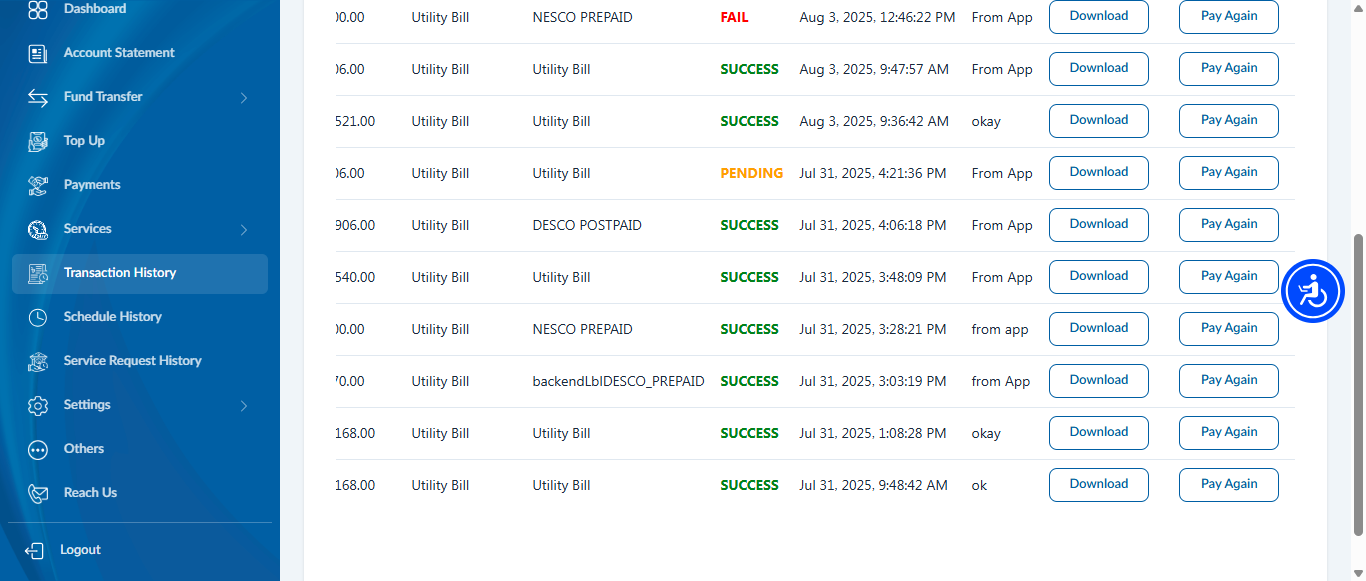 Dashboard
Account Statement
Fund Transfer
Top Up
Payments
Services
Transaction History
Schedule History
Service Request History
Settings
Others
Reach Us
Logout
00.00 Utility Bill NESCO PREPAID FAIL Aug 3, 2025, 12:46:22 PM From App Download Pay Again
06.00 Utility Bill Utility Bill SUCCESS Aug 3, 2025, 9:47:57 AM From App Download Pay Again
521.00 Utility Bill Utility Bill SUCCESS Aug 3, 2025, 9:36:42 AM okay Download Pay Again
06.00 Utility Bill Utility Bill PENDING Jul 31, 2025, 4:21:36 PM From App Download Pay Again
906.00 Utility Bill DESCO POSTPAID SUCCESS Jul 31, 2025, 4:06:18 PM From App Download Pay Again
540.00 Utility Bill Utility Bill SUCCESS Jul 31, 2025, 3:48:09 PM From App Download Pay Again
00.00 Utility Bill NESCO PREPAID SUCCESS Jul 31, 2025, 3:28:21 PM from app Download Pay Again
70.00 Utility Bill backendLblDESCO_PREPAID SUCCESS Jul 31, 2025, 3:03:19 PM from App Download Pay Again
168.00 Utility Bill Utility Bill SUCCESS Jul 31, 2025, 1:08:28 PM okay Download Pay Again
168.00 Utility Bill Utility Bill SUCCESS Jul 31, 2025, 9:48:42 AM ok Download Pay Again